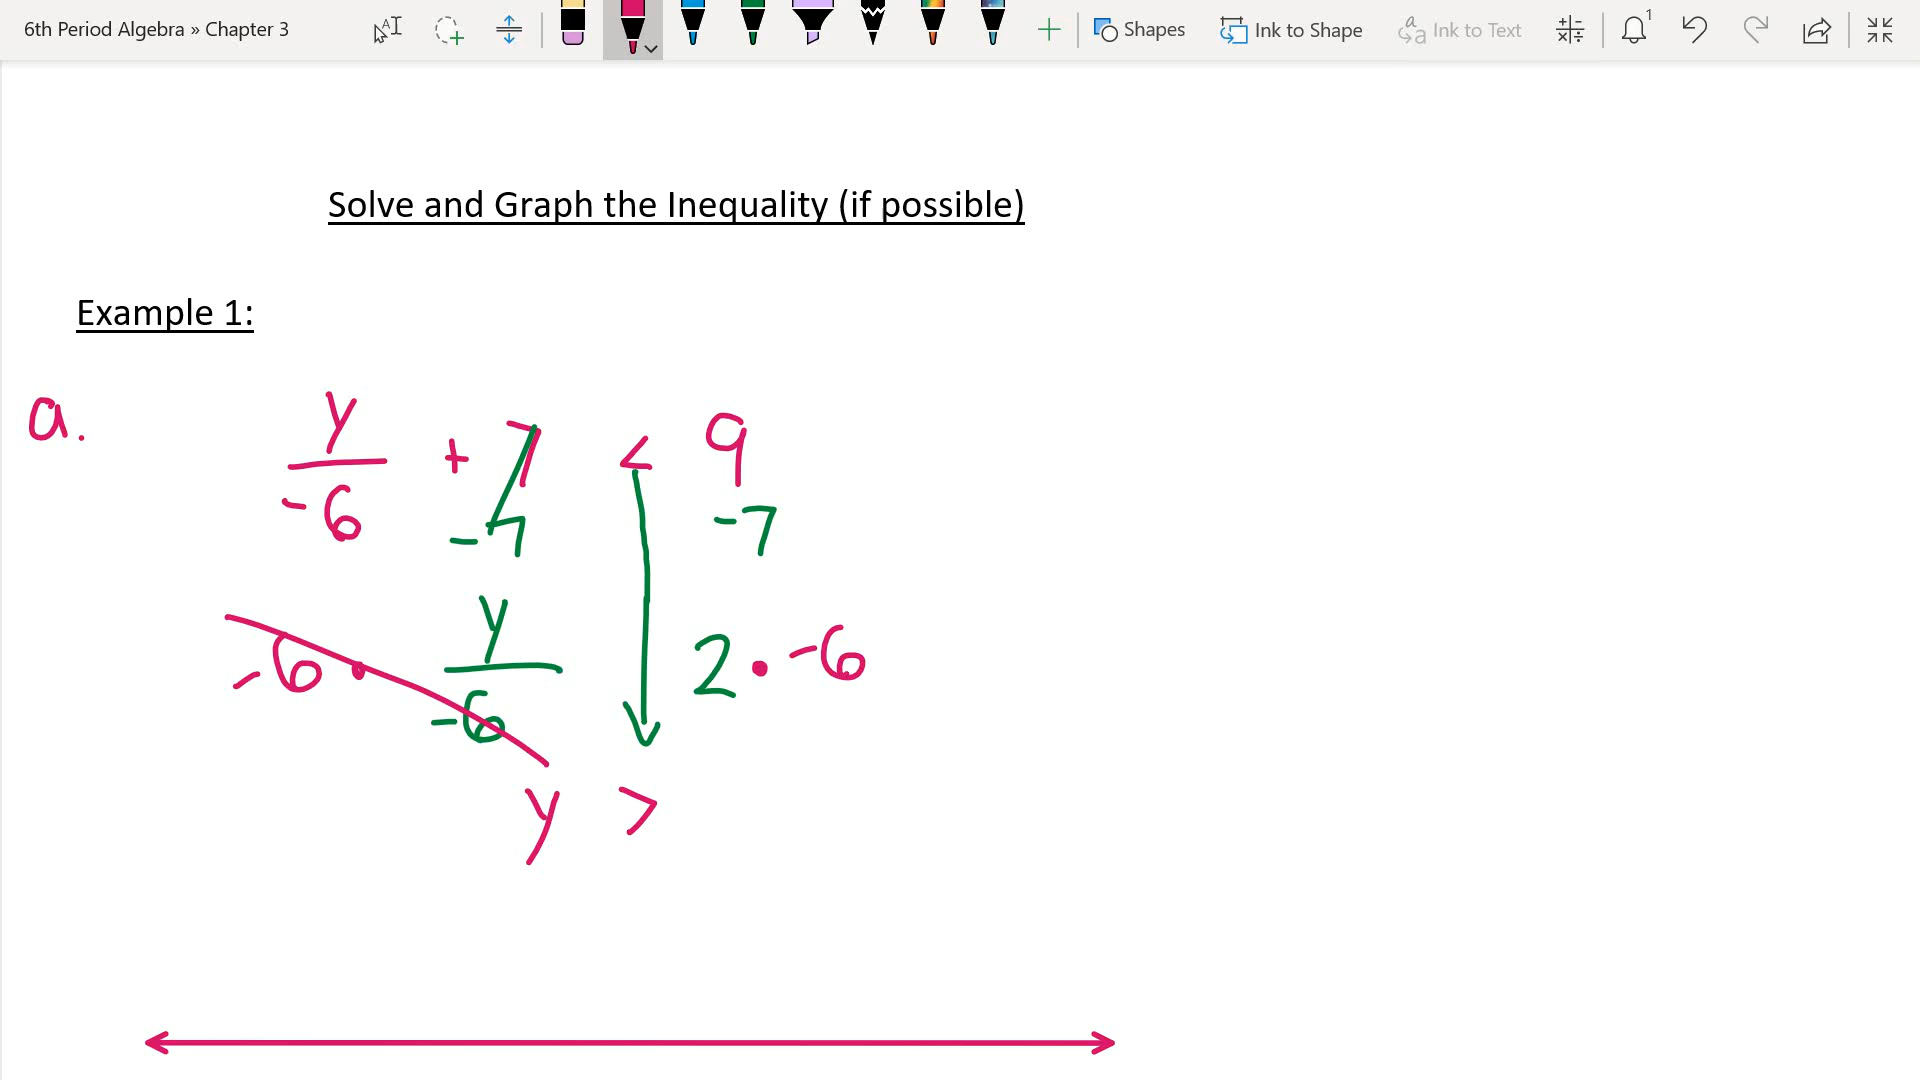 6th Period Algebra » Chapter 3 Shapes Ink to Shape Ink to Text 1
Solve and Graph the Inequality (if possible)
Example 1:
a. y/-6 + 7 < 9
-7 -7
-6 · y/-6 2 · -6
y >